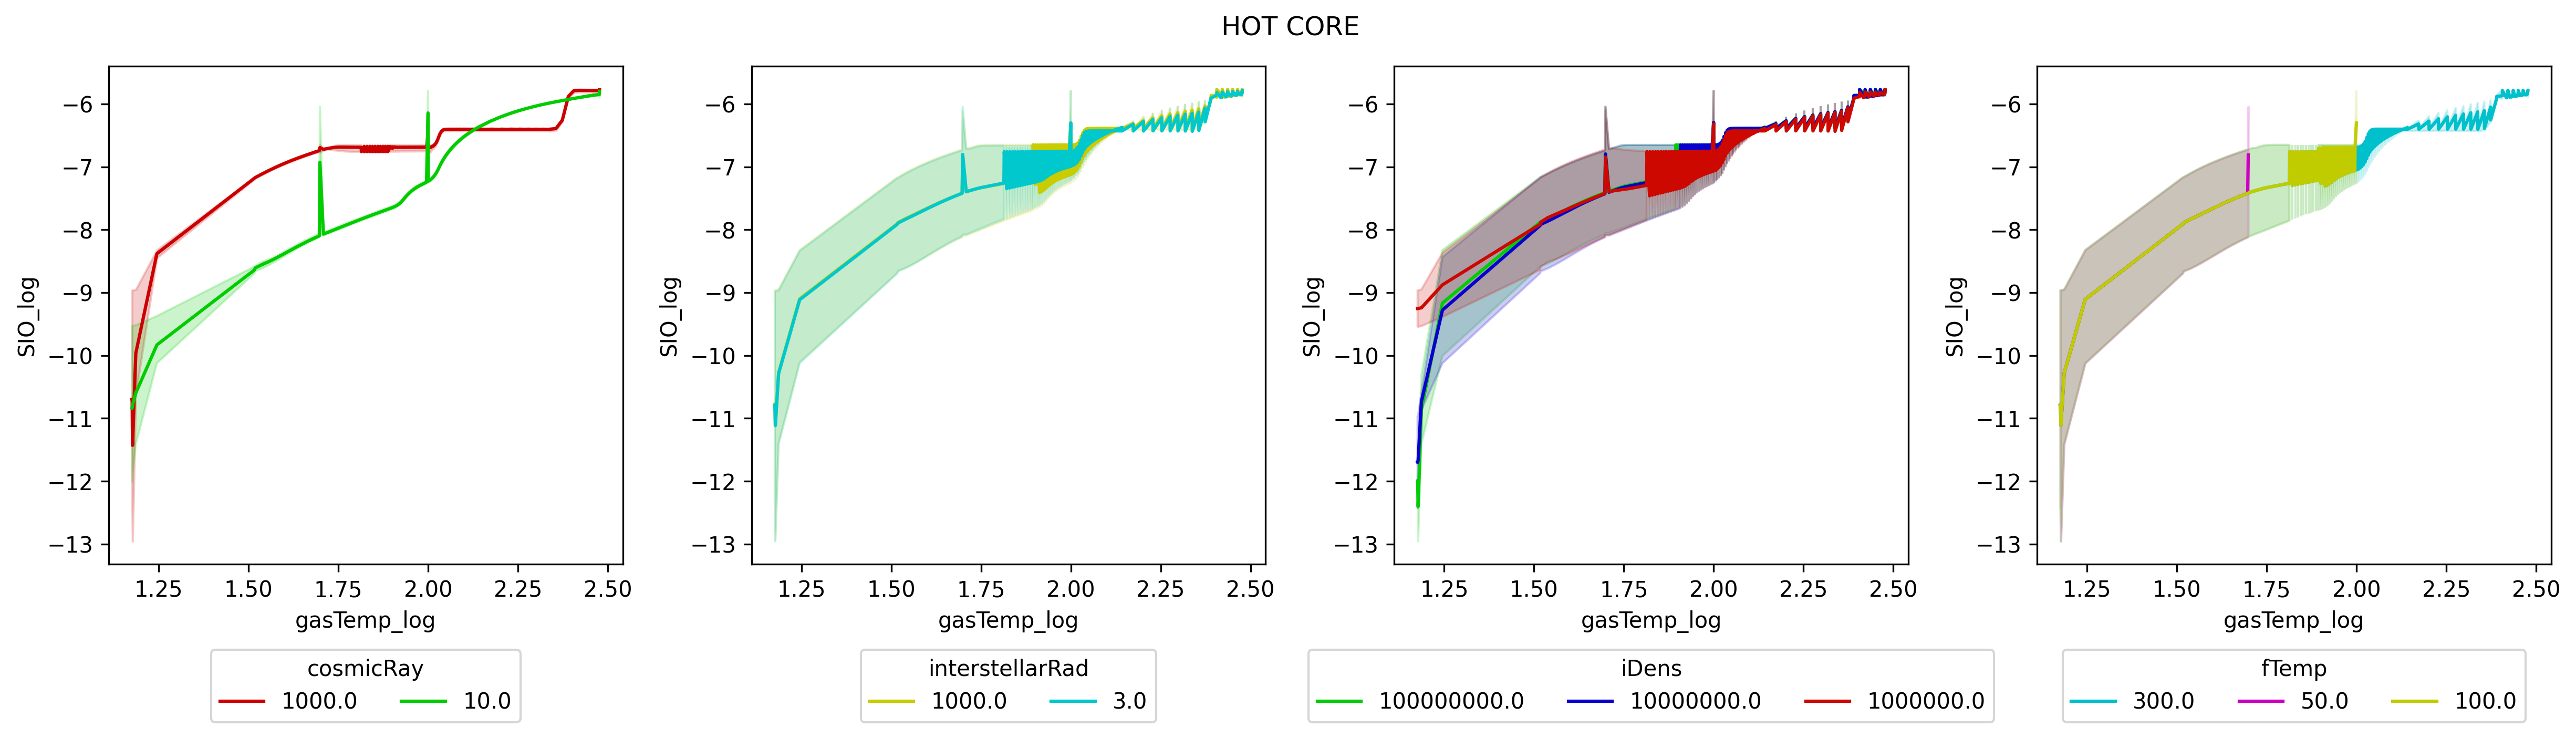 HOT CORE
SIO_log
−6
−7
−8
−9
−10
−11
−12
−13
1.25 1.50 1.75 2.00 2.25 2.50
gasTemp_log
cosmicRay
1000.0 10.0
SIO_log
−6
−7
−8
−9
−10
−11
−12
−13
1.25 1.50 1.75 2.00 2.25 2.50
gasTemp_log
interstellarRad
1000.0 3.0
SIO_log
−6
−7
−8
−9
−10
−11
−12
−13
1.25 1.50 1.75 2.00 2.25 2.50
gasTemp_log
iDens
100000000.0 10000000.0 1000000.0
SIO_log
−6
−7
−8
−9
−10
−11
−12
−13
1.25 1.50 1.75 2.00 2.25 2.50
gasTemp_log
fTemp
300.0 50.0 100.0